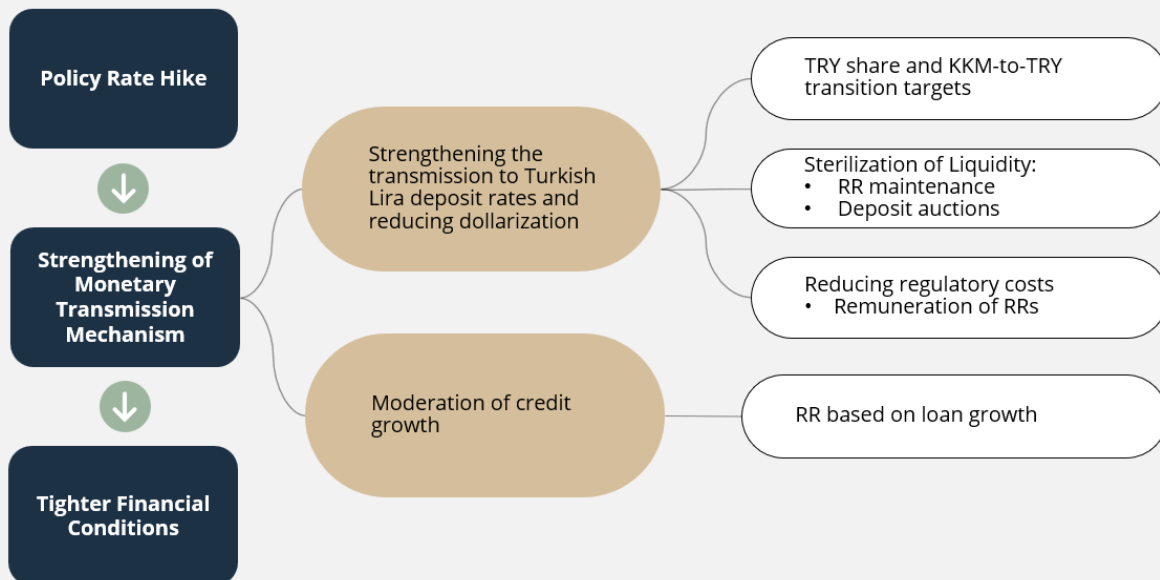 Policy Rate Hike
Strengthening of
Monetary
Transmission
Mechanism
Tighter Financial
Conditions
Strengthening the
transmission to Turkish
Lira deposit rates and
reducing dollarization
Moderation of credit
growth
TRY share and KKM-to-TRY
transition targets
Sterilization of Liquidity:
• RR maintenance
• Deposit auctions
Reducing regulatory costs
• Remuneration of RRs
RR based on loan growth